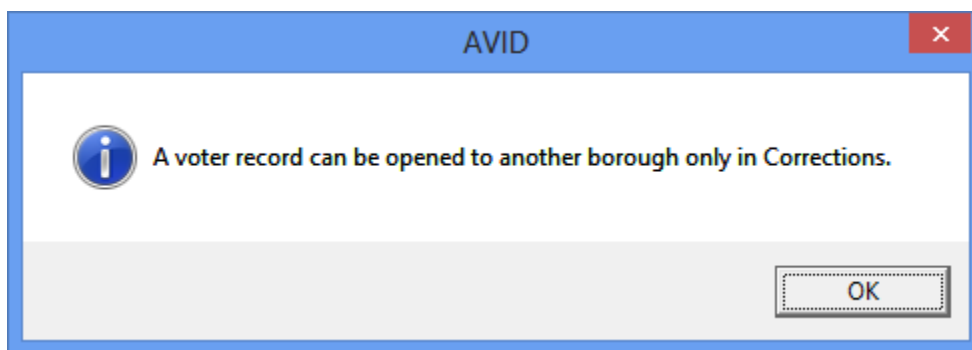 AVID
A voter record can be opened to another borough only in Corrections.
OK